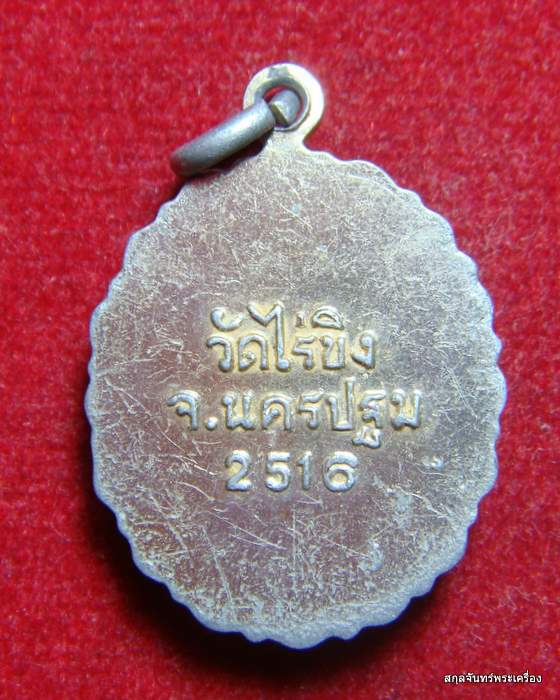 วัดไร่ขิง
จ.นครปฐม
2516
สกุลจันทร์พระเครื่อง